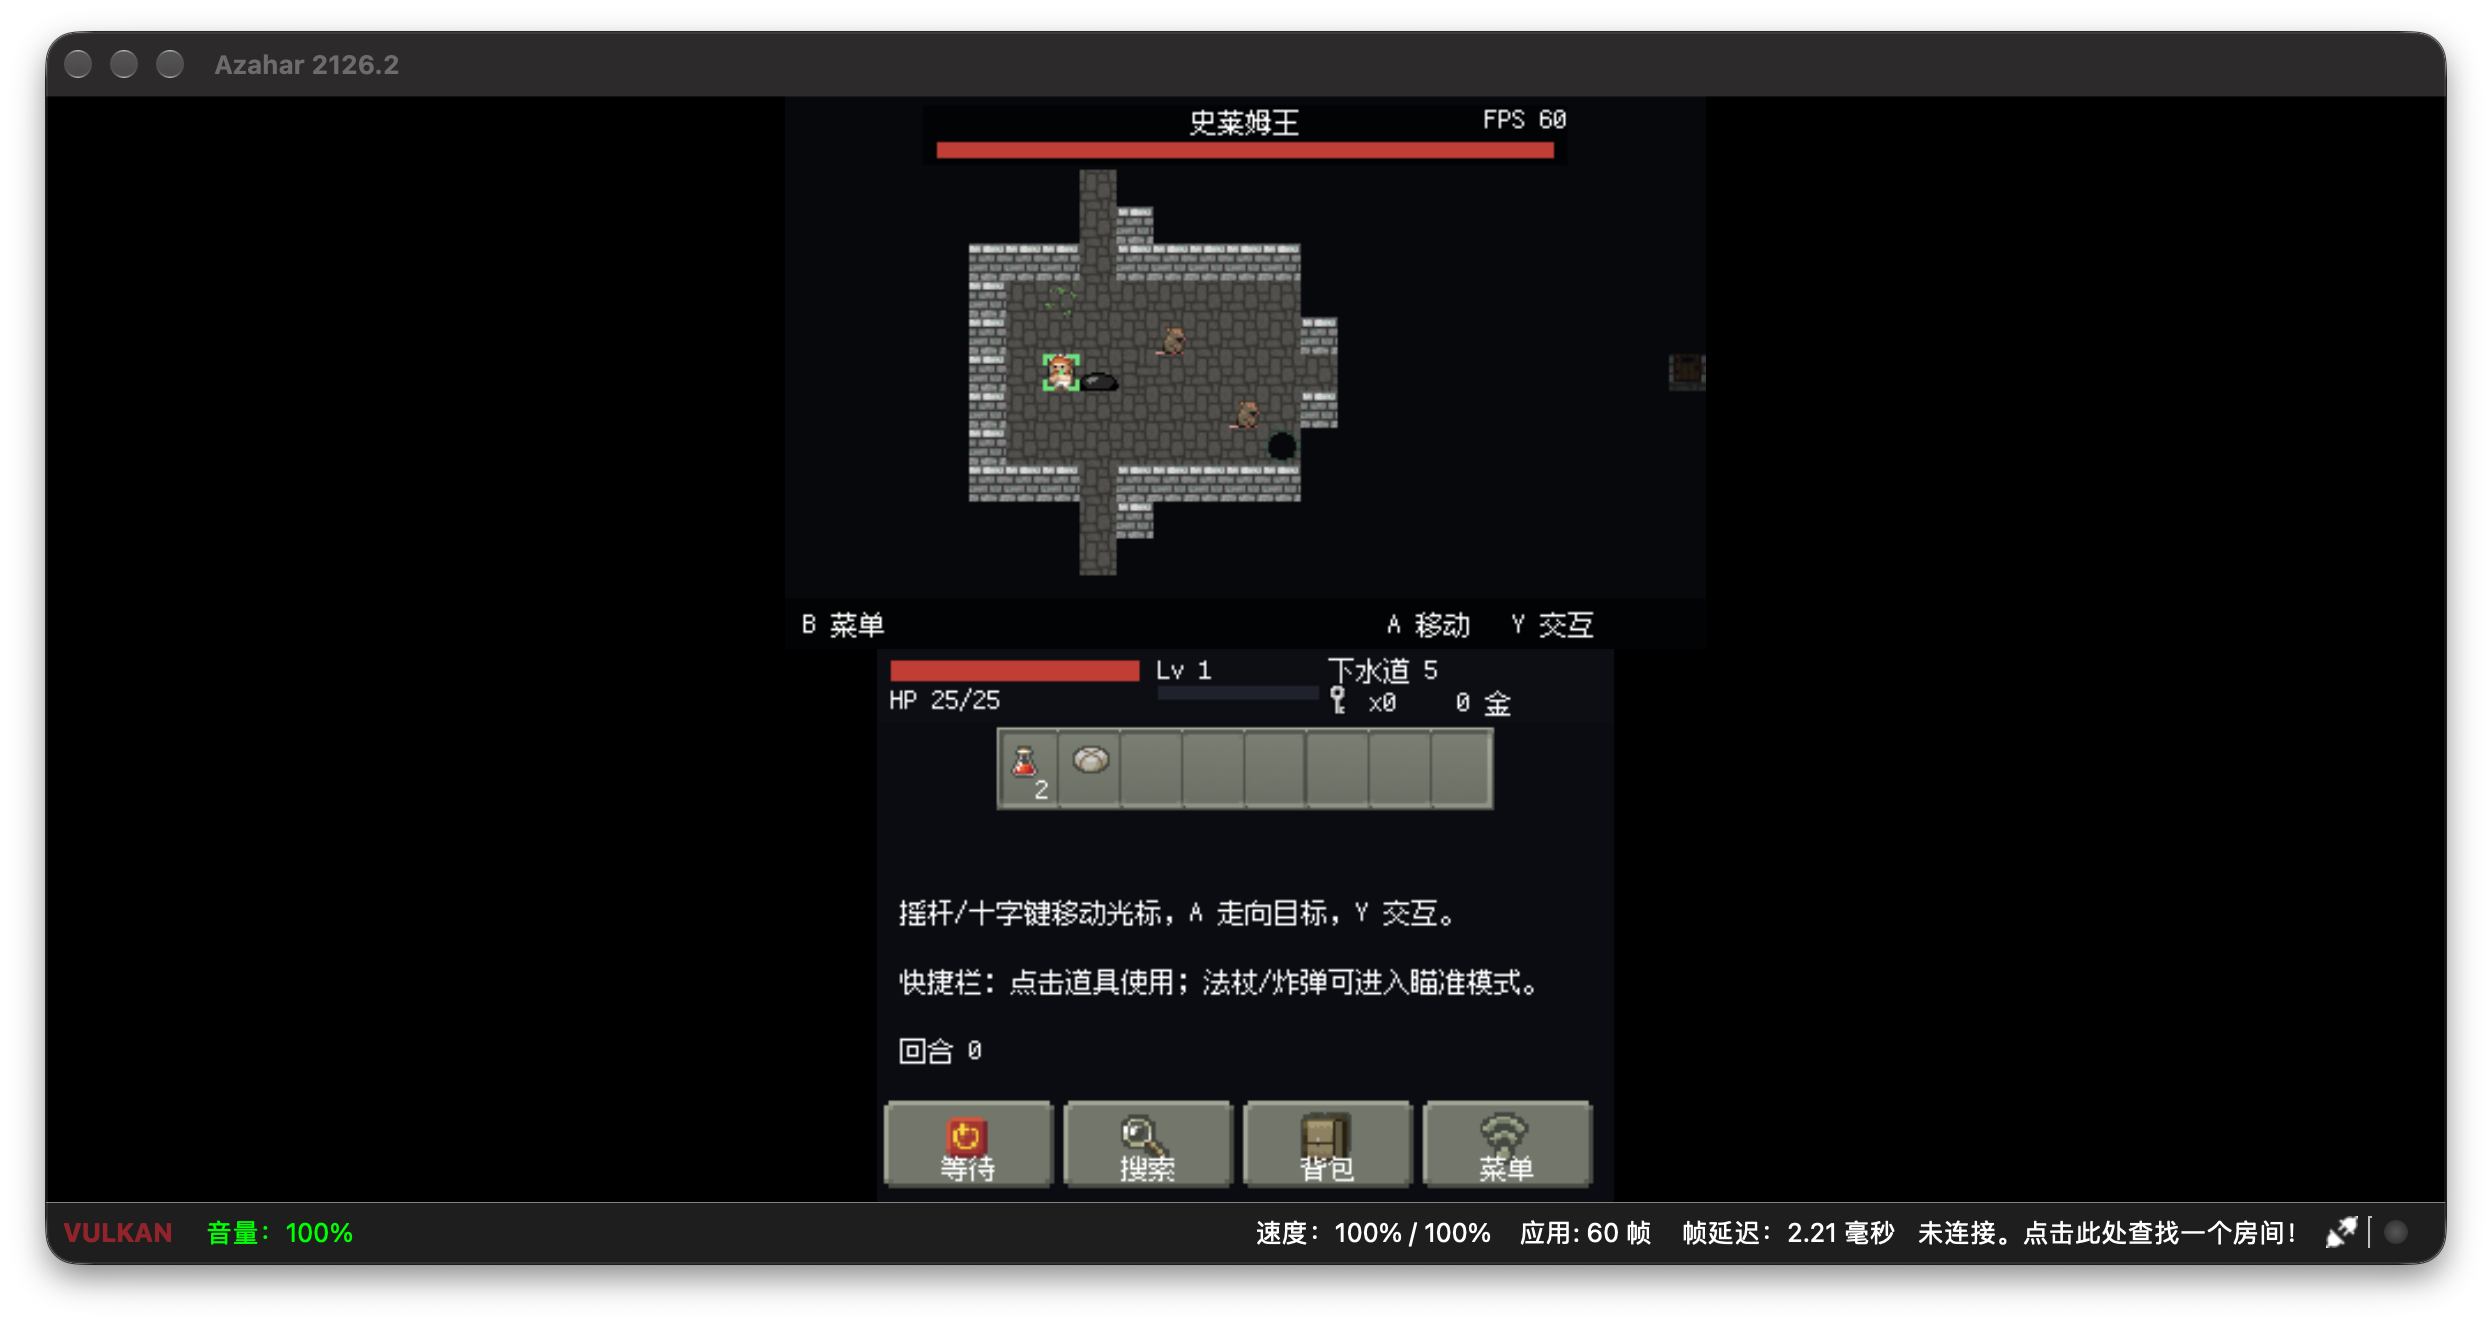 Azahar 2126.2
史莱姆王
FPS 60
B 菜单
A 移动 Y 交互
Lv 1
下水道 5
HP 25/25
x0 0 金
2
摇杆/十字键移动光标，A 走向目标，Y 交互。
快捷栏：点击道具使用；法杖/炸弹可进入瞄准模式。
回合 0
等待 搜索 背包 菜单
VULKAN 音量：100% 速度：100% / 100% 应用: 60 帧 帧延迟：2.21 毫秒 未连接。点击此处查找一个房间！